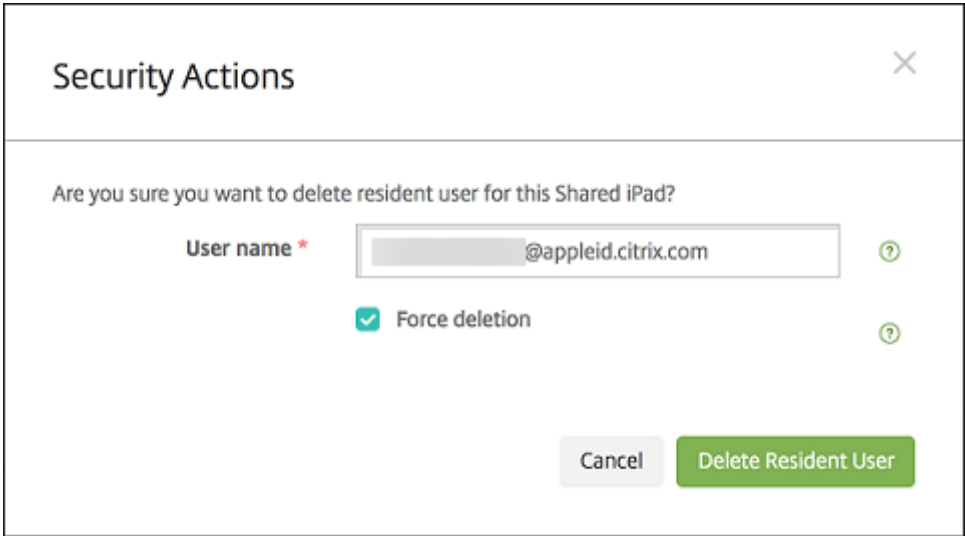 Security Actions
Are you sure you want to delete resident user for this Shared iPad?
User name *
@appleid.citrix.com
Force deletion
Cancel
Delete Resident User